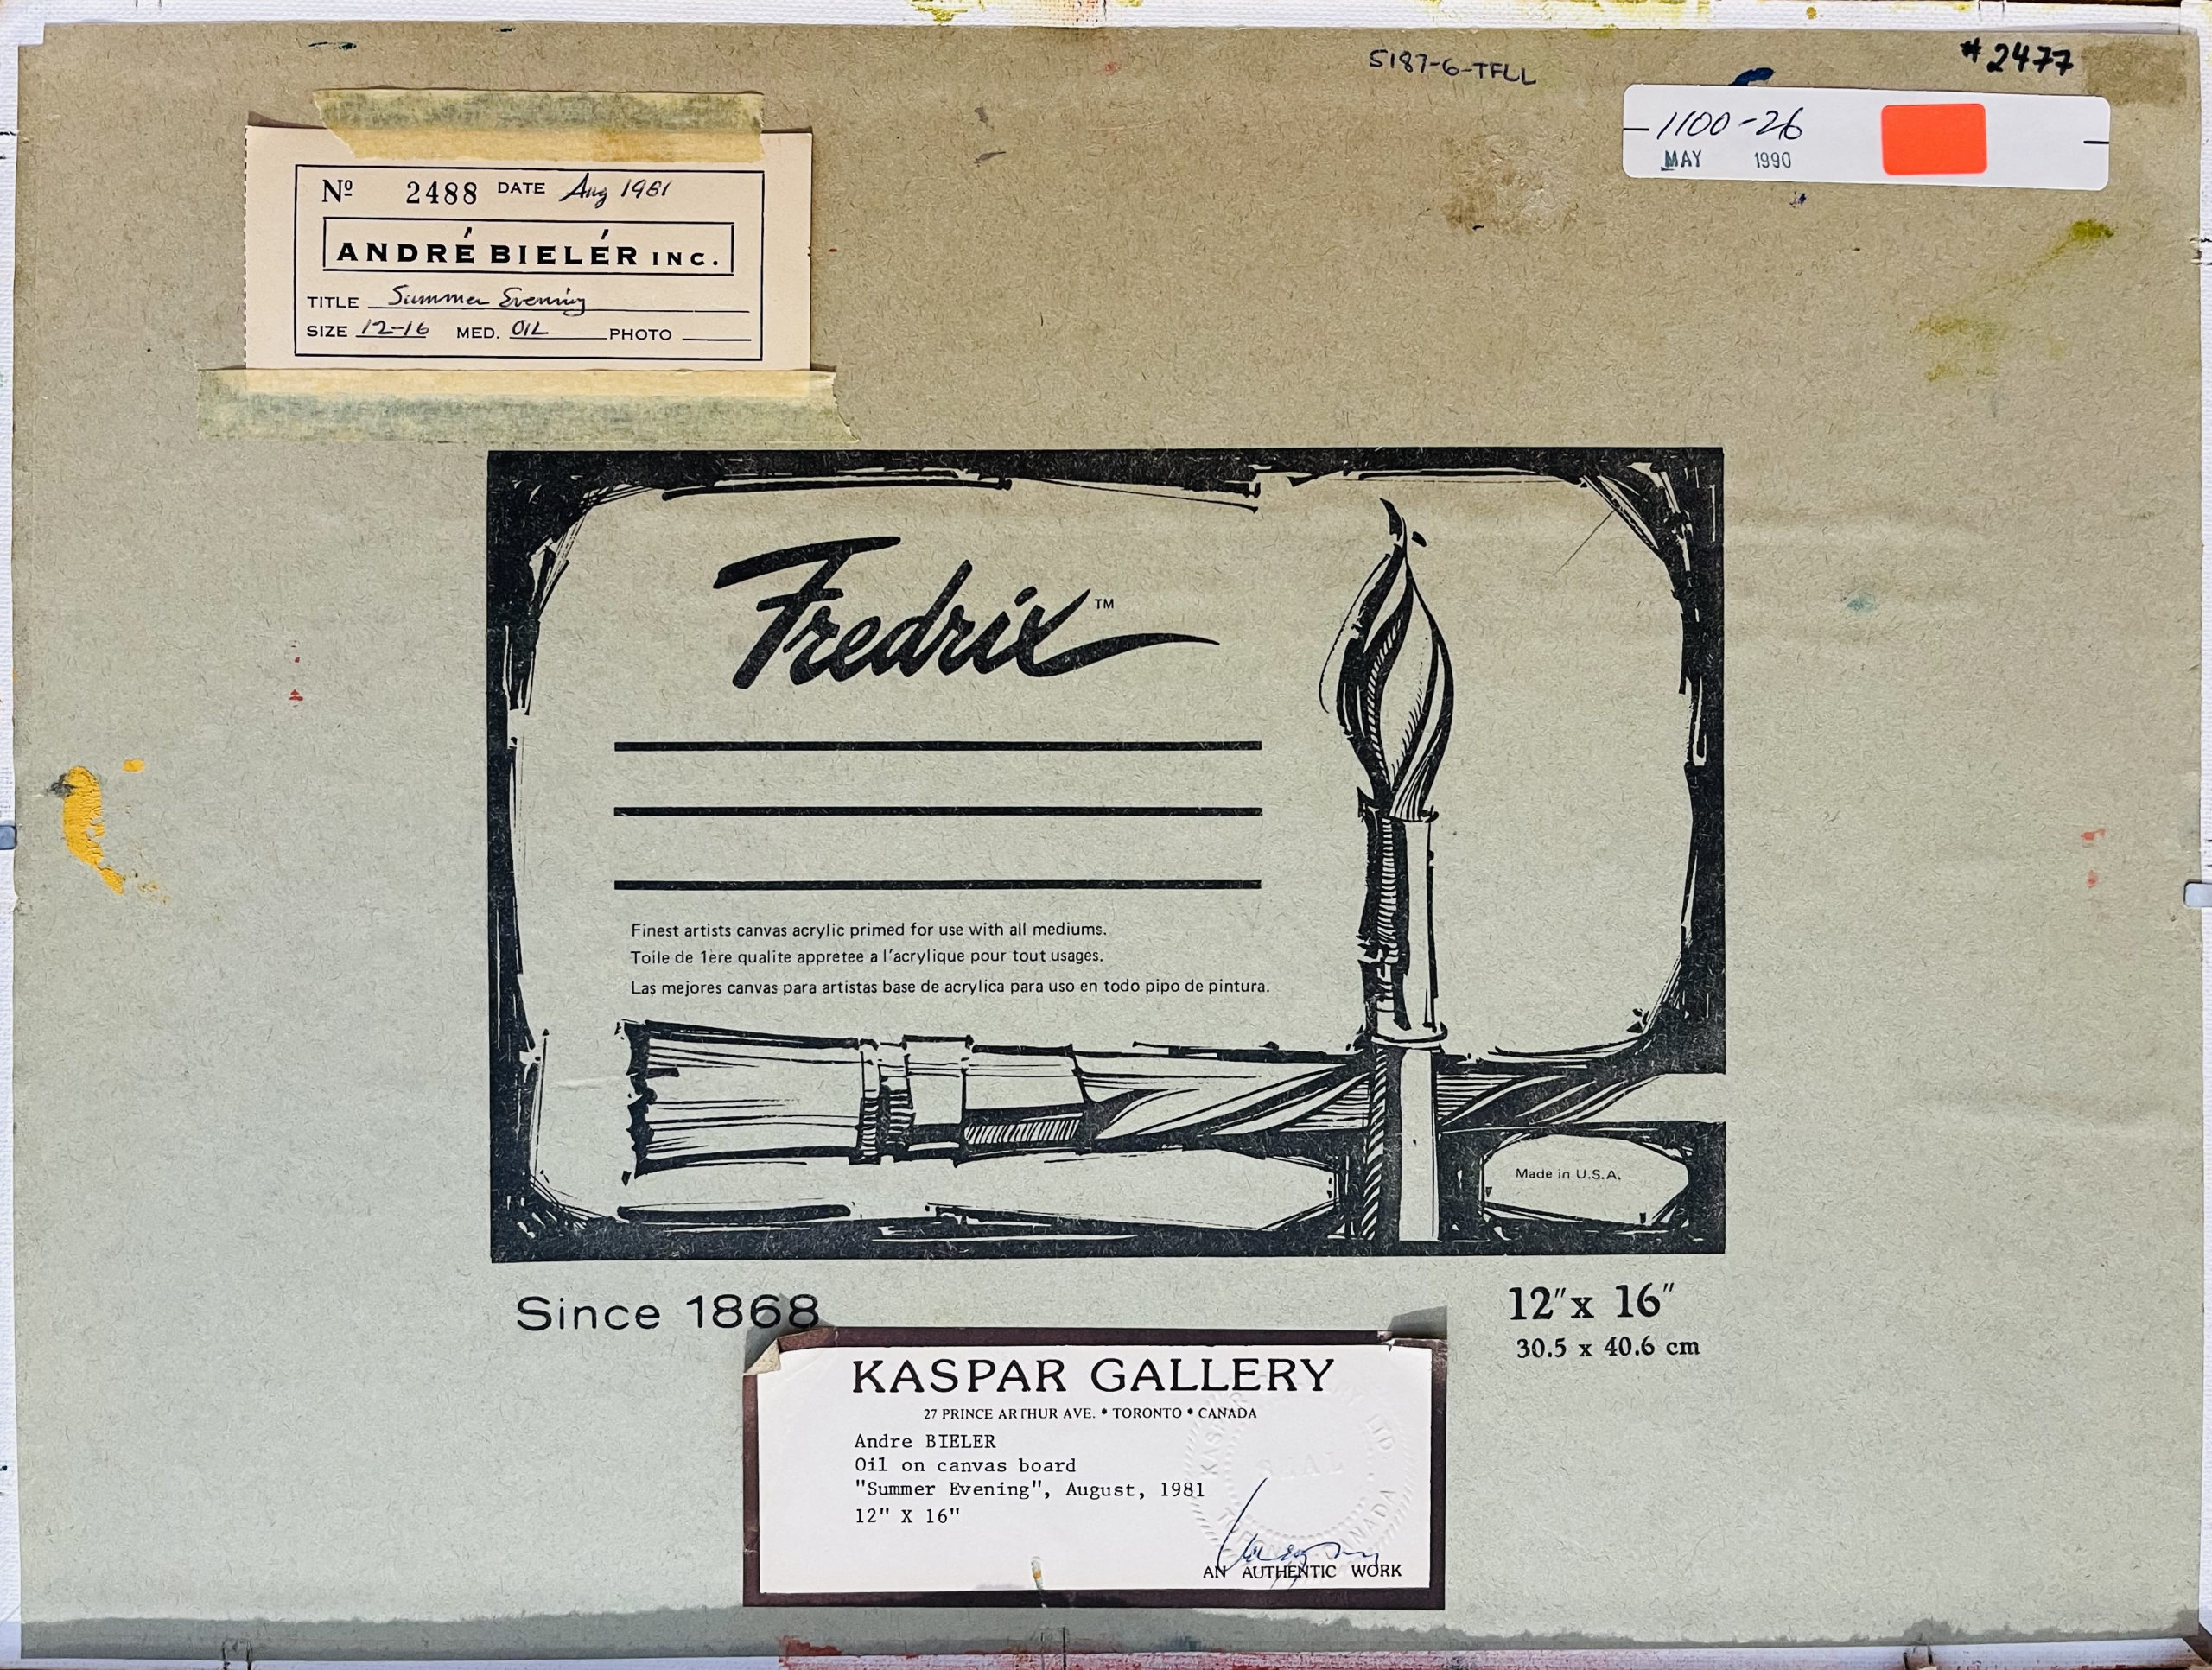 5187-6-TFLL
#2477
1100-26
MAY 1990
Nº 2488 DATE Aug 1981
ANDRÉ BIELÉR INC.
TITLE Summer Evening
SIZE 12-16 MED. OIL PHOTO
Fredrix™
Finest artists canvas acrylic primed for use with all mediums.
Toile de 1ère qualite appretee a l'acrylique pour tout usages.
Las mejores canvas para artistas base de acrylica para uso en todo pipo de pintura.
Made in U.S.A.
Since 1868
12" x 16"
30.5 x 40.6 cm
KASPAR GALLERY
27 PRINCE ARTHUR AVE. * TORONTO * CANADA
Andre BIELER
Oil on canvas board
"Summer Evening", August, 1981
12" X 16"
SEAL
AN AUTHENTIC WORK